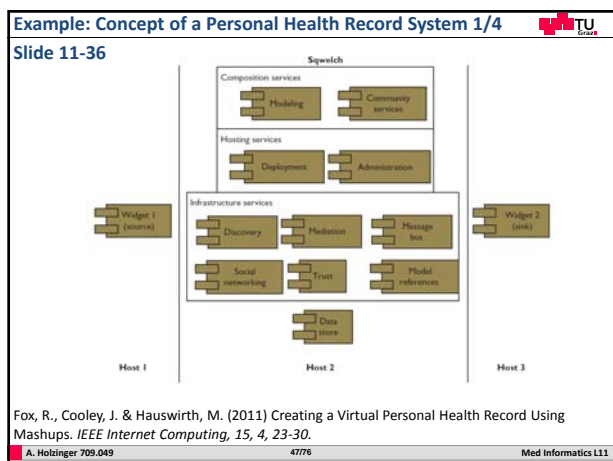 Example: Concept of a Personal Health Record System 1/4
TU
Graz
Slide 11-36
Sqwelch
Composition services
Modeling
Community
services
Hosting services
Deployment
Administration
Infrastructure services
Widget 1
(source)
Discovery
Mediation
Message
bus
Widget 2
(sink)
Social
networking
Trust
Model
references
Data
store
Host 1
Host 2
Host 3
Fox, R., Cooley, J. & Hauswirth, M. (2011) Creating a Virtual Personal Health Record Using
Mashups. IEEE Internet Computing, 15, 4, 23-30.
A. Holzinger 709.049
47/76
Med Informatics L11